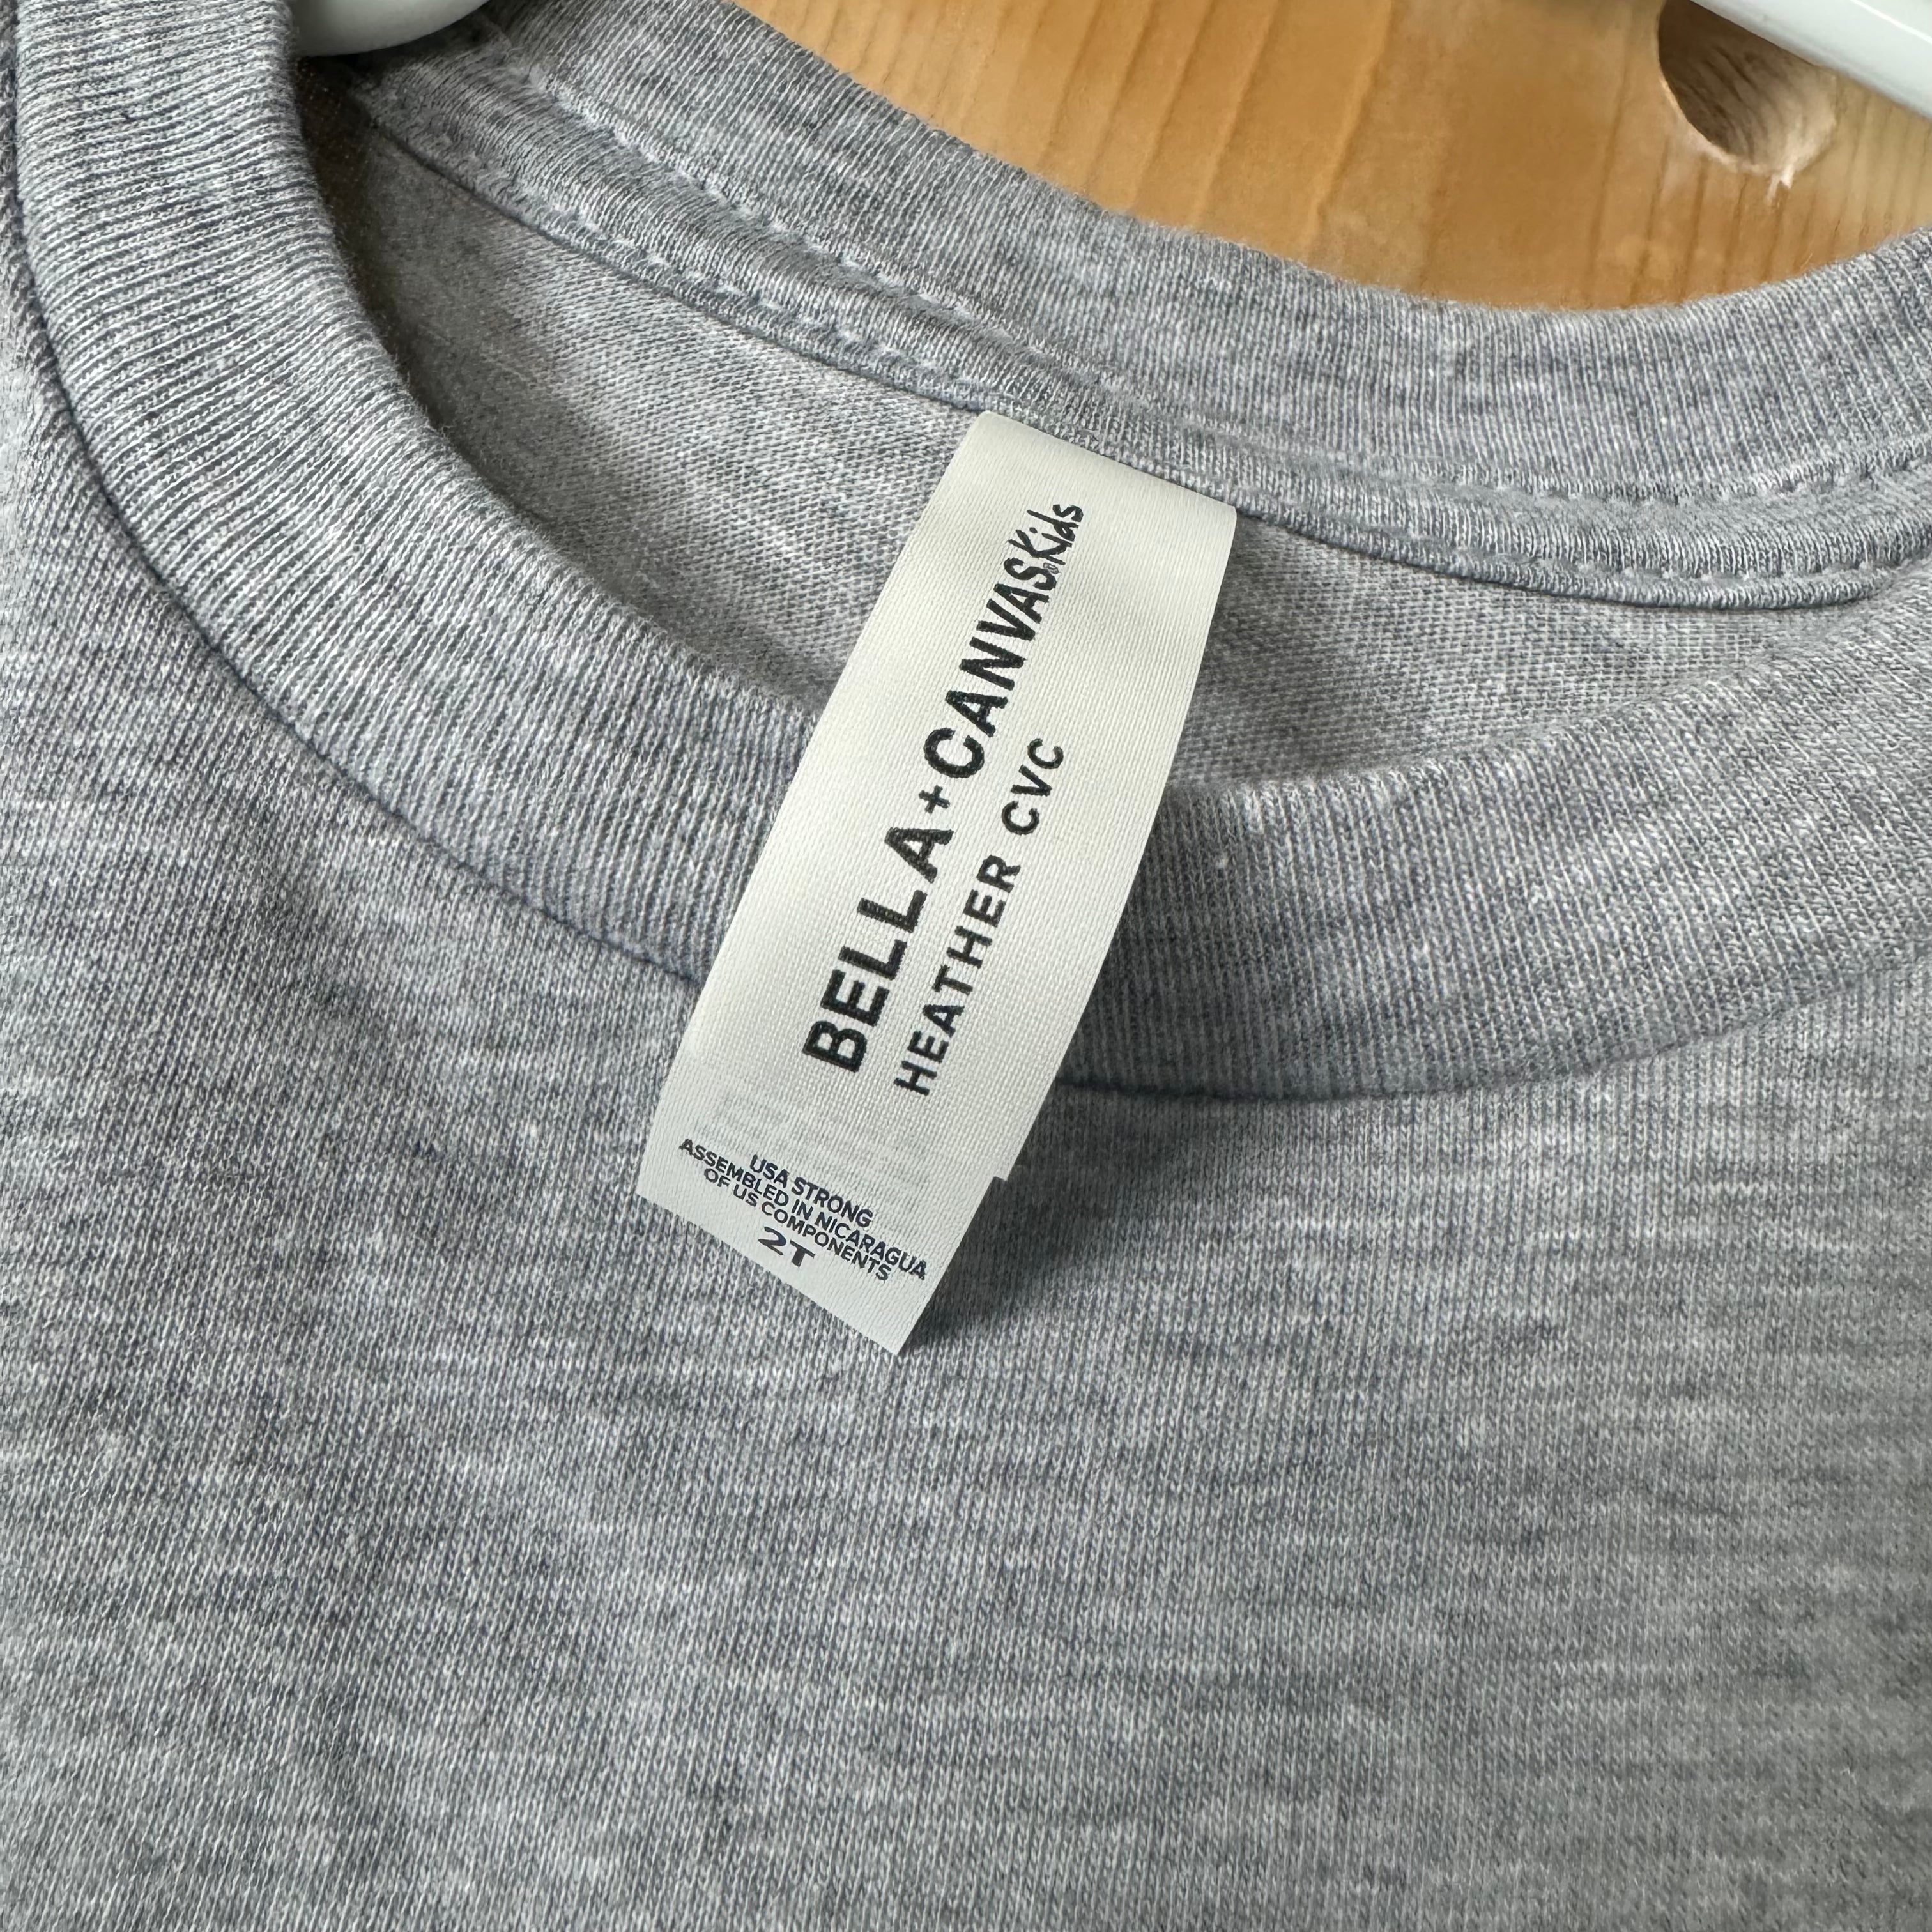 BELLA+CANVAS® Kids
HEATHER CVC
USA STRONG
ASSEMBLED IN NICARAGUA
OF US COMPONENTS
2T